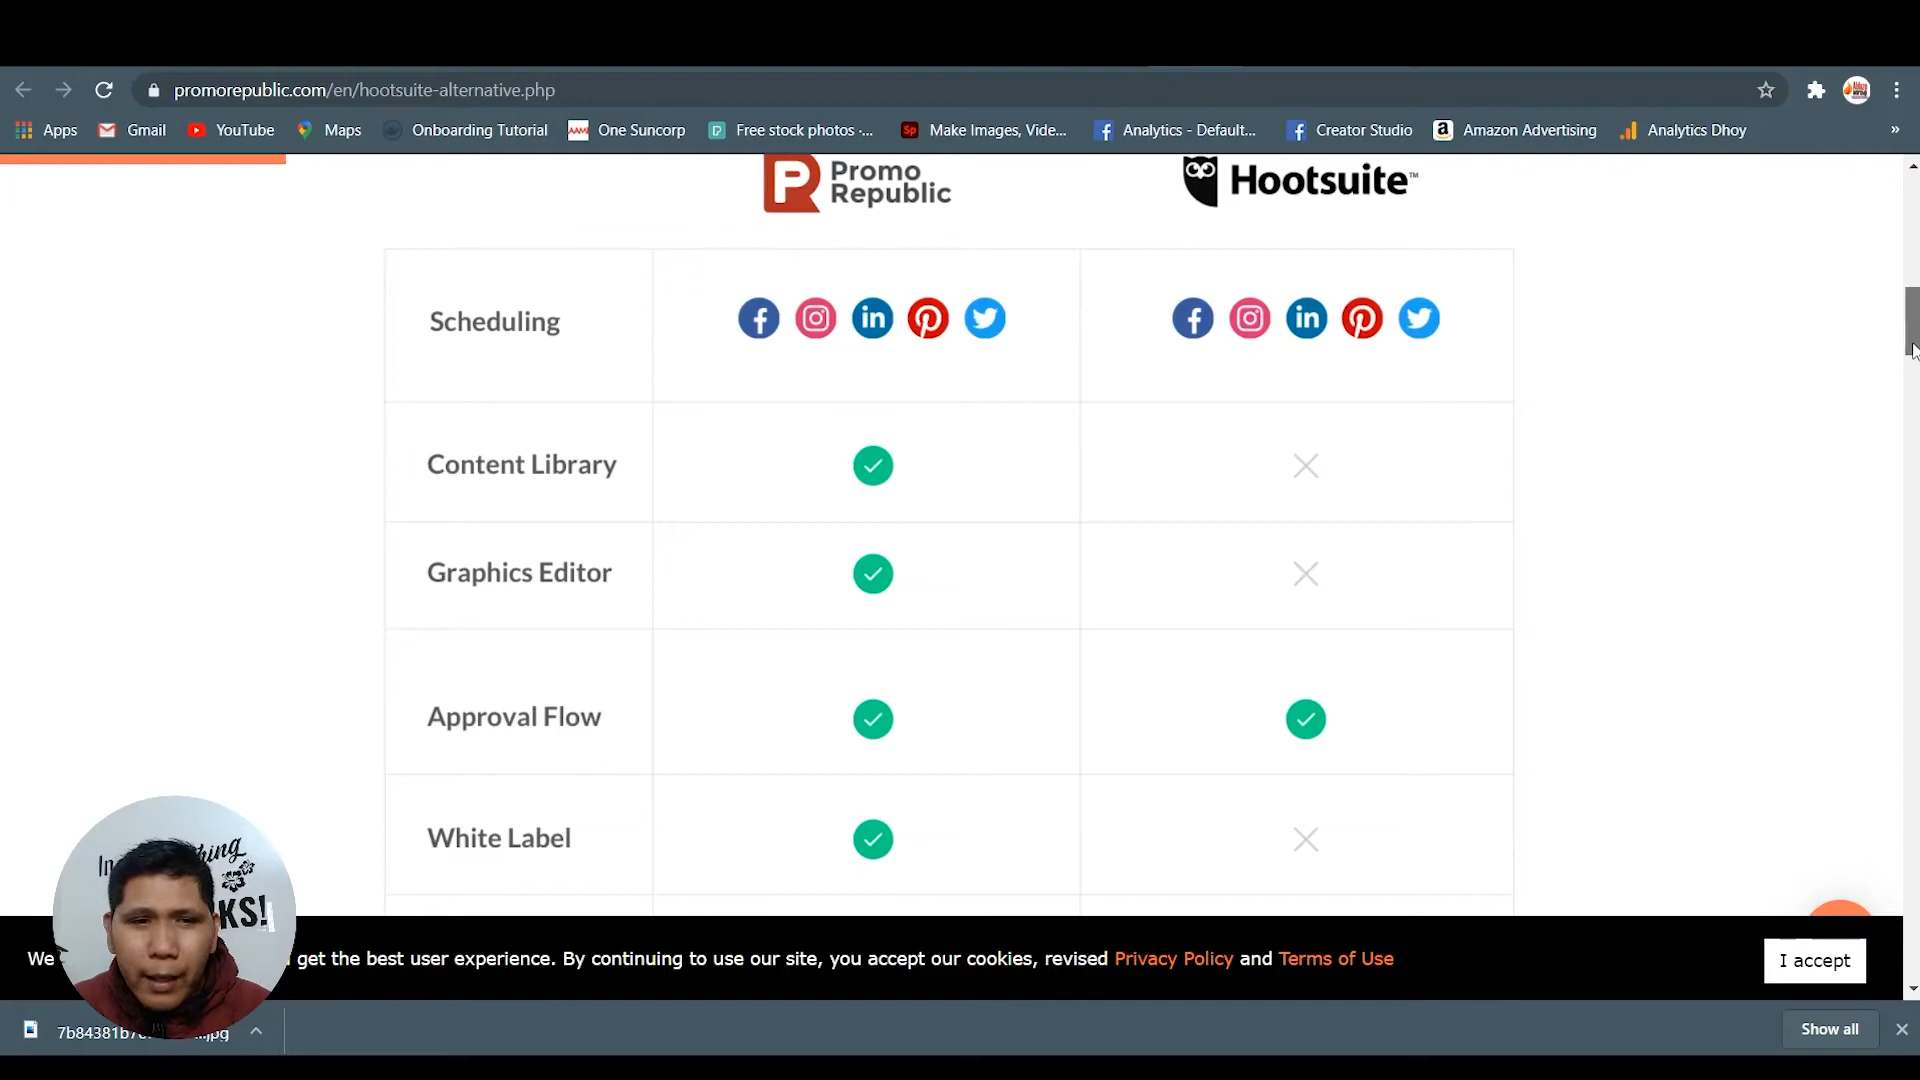 promorepublic.com/en/hootsuite-alternative.php
Apps Gmail YouTube Maps Onboarding Tutorial One Suncorp Free stock photos ·... Make Images, Vide... Analytics - Default... Creator Studio Amazon Advertising Analytics Dhoy »
Promo
Republic
Hootsuite™
Scheduling
Content Library
Graphics Editor
Approval Flow
White Label
KS!
We get the best user experience. By continuing to use our site, you accept our cookies, revised Privacy Policy and Terms of Use
I accept
Show all